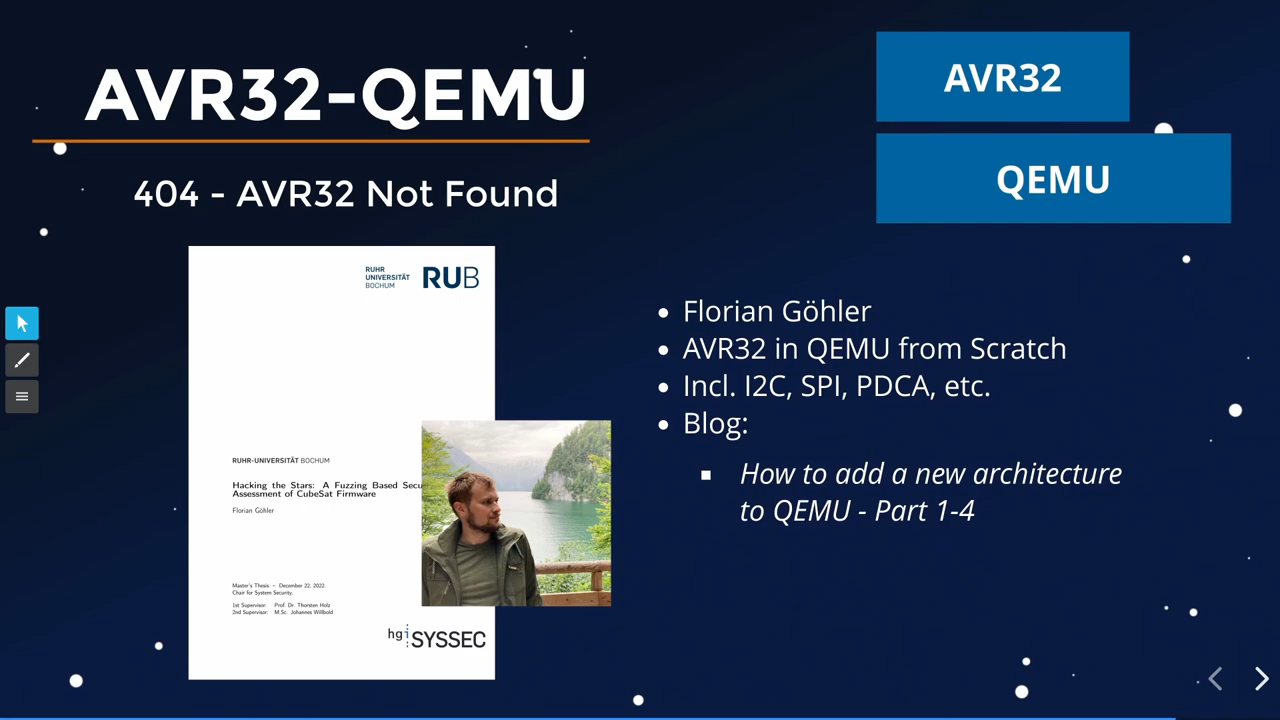 AVR32-QEMU
404 - AVR32 Not Found
AVR32
QEMU
RUHR
UNIVERSITÄT
BOCHUM
RUB
RUHR-UNIVERSITÄT BOCHUM
Hacking the Stars: A Fuzzing Based Secu
Assessment of CubeSat Firmware
Florian Göhler
Master's Thesis – December 22, 2022.
Chair for System Security.
1st Supervisor: Prof. Dr. Thorsten Holz
2nd Supervisor: M.Sc. Johannes Willbold
hgi SYSSEC
Florian Göhler
AVR32 in QEMU from Scratch
Incl. I2C, SPI, PDCA, etc.
Blog:
How to add a new architecture
to QEMU - Part 1-4